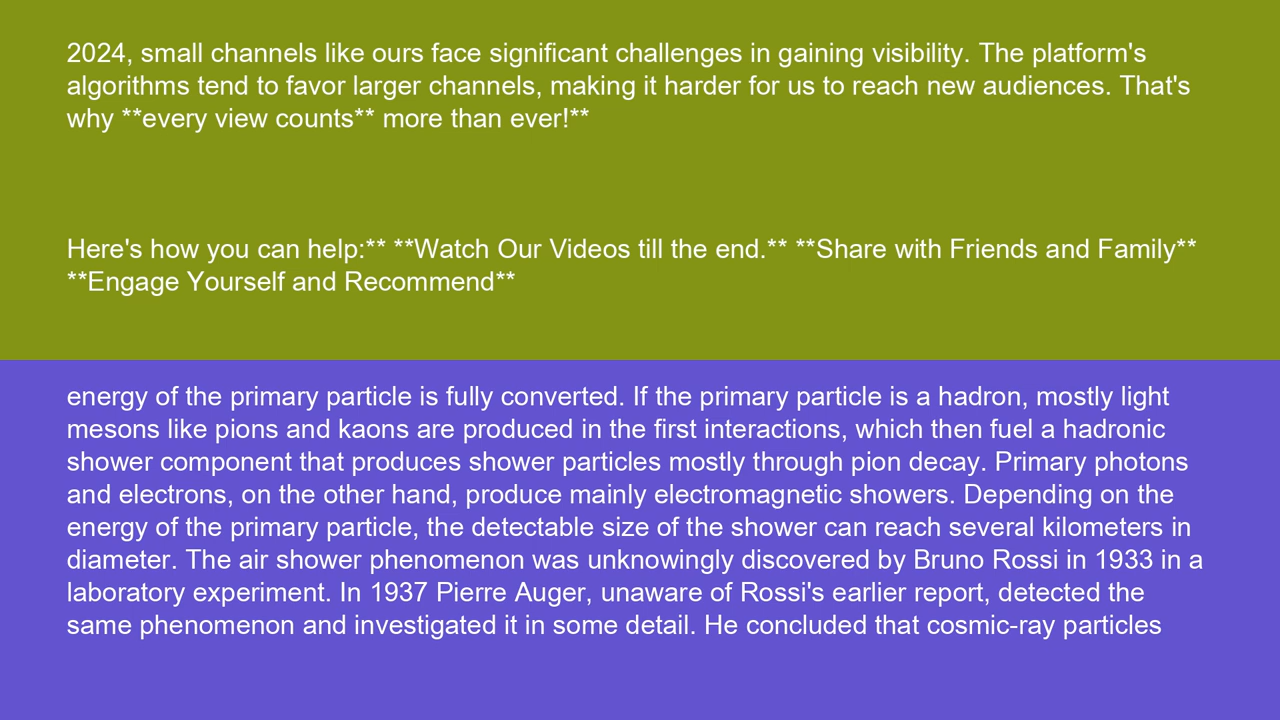 2024, small channels like ours face significant challenges in gaining visibility. The platform's
algorithms tend to favor larger channels, making it harder for us to reach new audiences. That's
why **every view counts** more than ever!**
Here's how you can help:** **Watch Our Videos till the end.** **Share with Friends and Family**
**Engage Yourself and Recommend**
energy of the primary particle is fully converted. If the primary particle is a hadron, mostly light
mesons like pions and kaons are produced in the first interactions, which then fuel a hadronic
shower component that produces shower particles mostly through pion decay. Primary photons
and electrons, on the other hand, produce mainly electromagnetic showers. Depending on the
energy of the primary particle, the detectable size of the shower can reach several kilometers in
diameter. The air shower phenomenon was unknowingly discovered by Bruno Rossi in 1933 in a
laboratory experiment. In 1937 Pierre Auger, unaware of Rossi's earlier report, detected the
same phenomenon and investigated it in some detail. He concluded that cosmic-ray particles